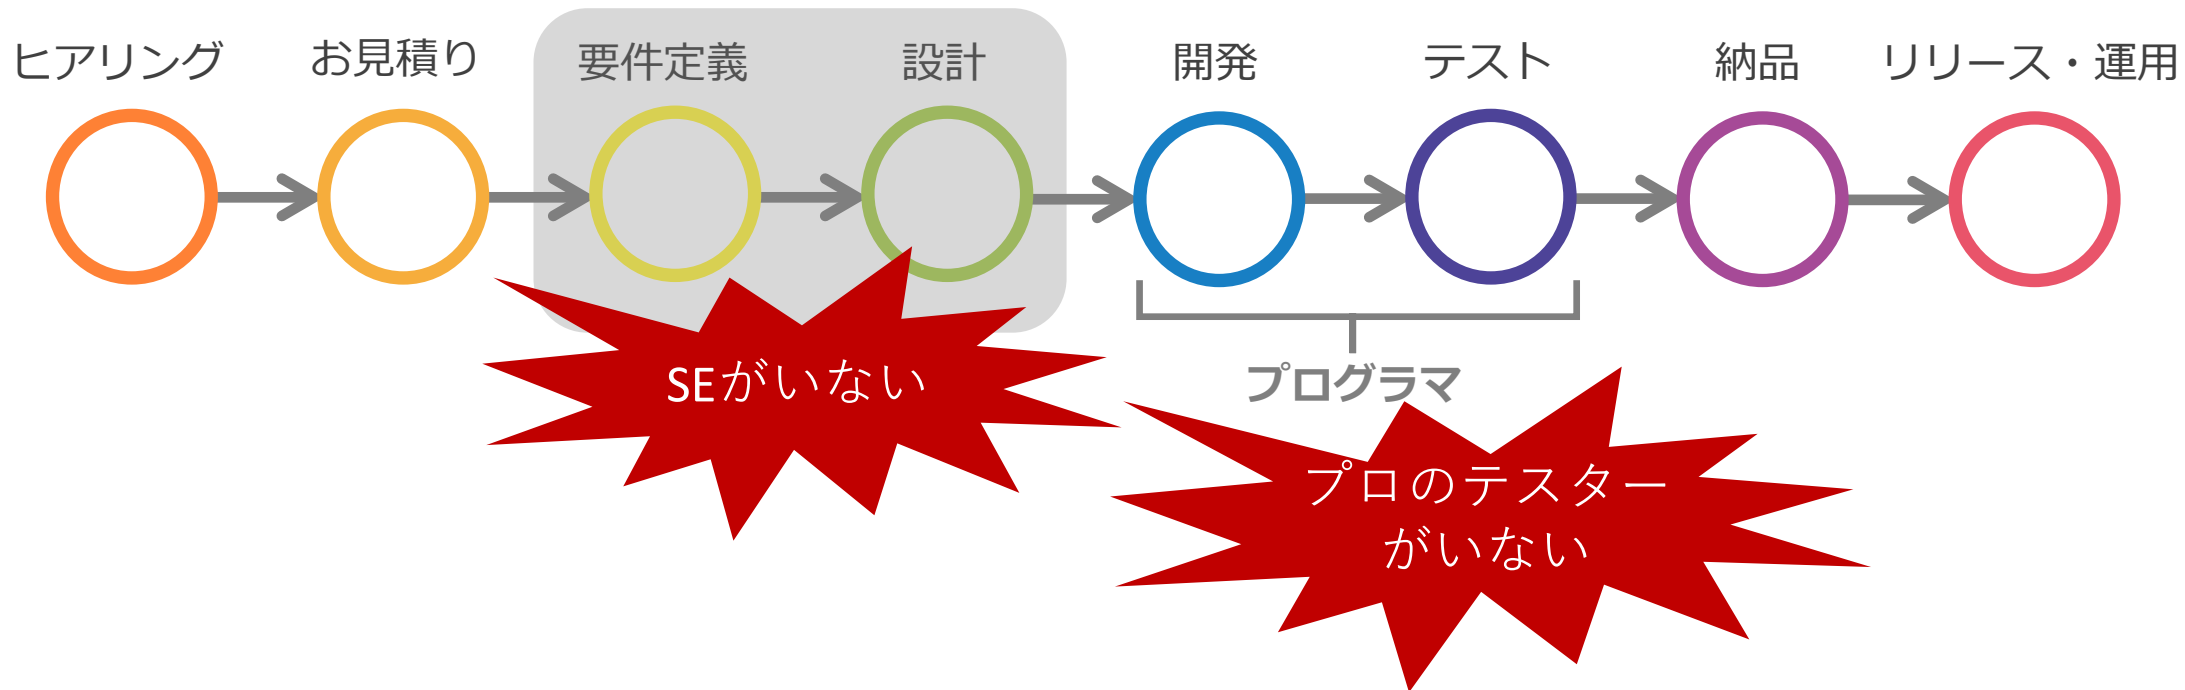 ヒアリング
お見積り
要件定義
設計
開発
テスト
納品
リリース・運用
SEがいない
プログラマ
プロのテスター
がいない